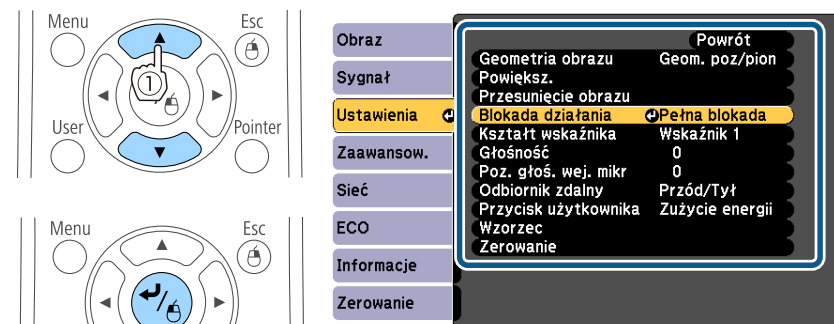 Menu
Esc
①
User
Pointer
Menu
Esc
Obraz
Sygnał
Ustawienia
Zaawansow.
Sieć
ECO
Informacje
Zerowanie
Powrót
Geometria obrazu Geom. poz/pion
Powiększ.
Przesunięcie obrazu
Blokada działania Pełna blokada
Kształt wskaźnika Wskaźnik 1
Głośność 0
Poz. głoś. wej. mikr 0
Odbiornik zdalny Przód/Tył
Przycisk użytkownika Zużycie energii
Wzorzec
Zerowanie